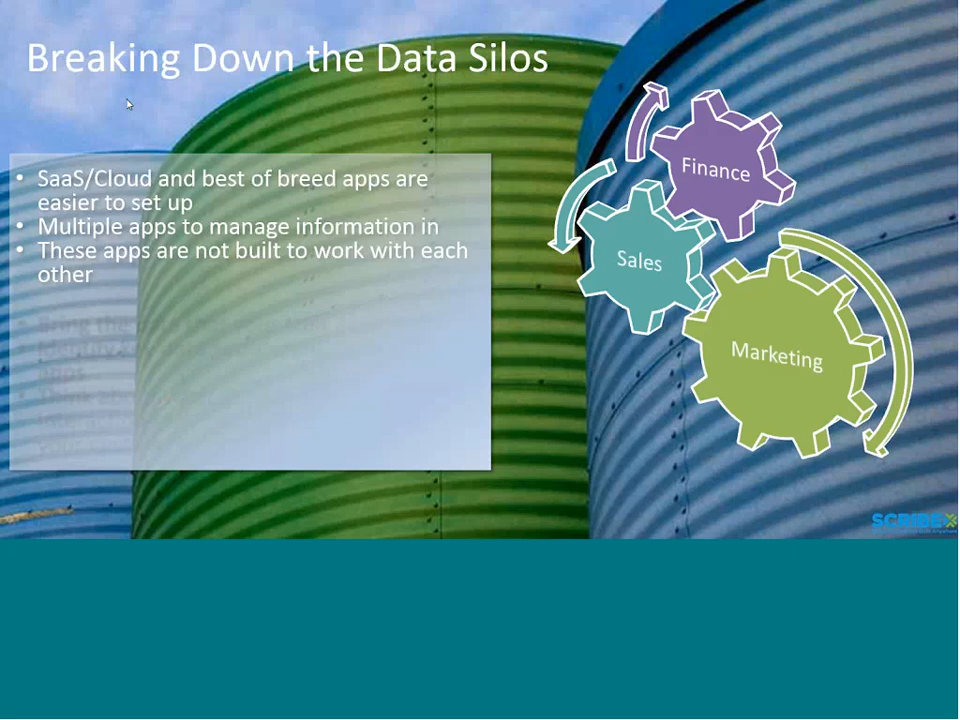 Breaking Down the Data Silos
• SaaS/Cloud and best of breed apps are
easier to set up
• Multiple apps to manage information in
• These apps are not built to work with each
other
Finance
Sales
Marketing
SCRIBE